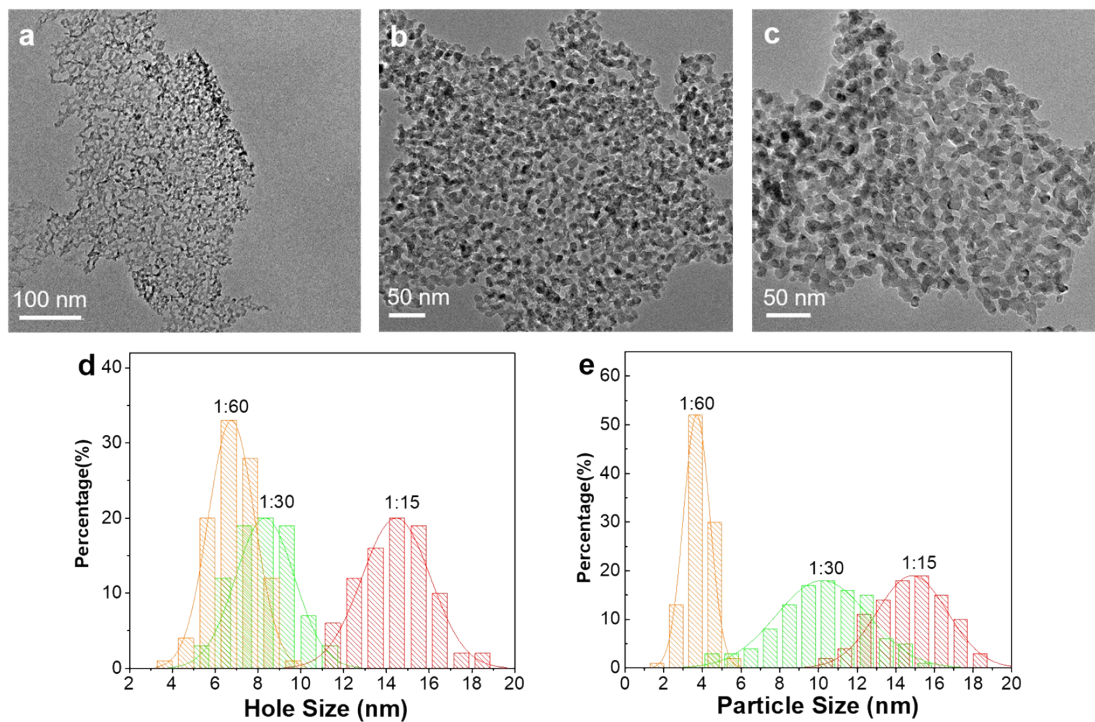 a
100 nm
b
50 nm
c
50 nm
d
40
30
20
10
0
Percentage(%)
1:60
1:30
1:15
2 4 6 8 10 12 14 16 18 20
Hole Size (nm)
e
60
50
40
30
20
10
0
Percentage(%)
1:60
1:30
1:15
0 2 4 6 8 10 12 14 16 18 20
Particle Size (nm)